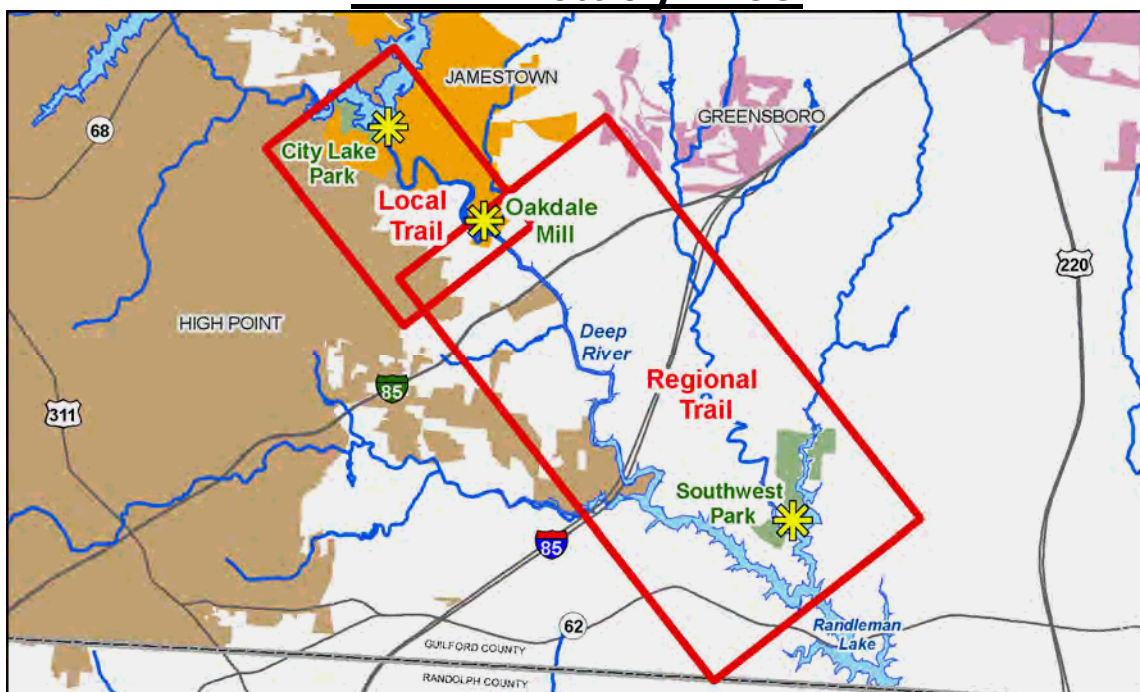 JAMESTOWN
68
GREENSBORO
City Lake
Park
Local
Trail
Oakdale
Mill
220
HIGH POINT
Deep
River
Regional
Trail
85
311
Southwest
Park
85
62
Randleman
Lake
GUILFORD COUNTY
RANDOLPH COUNTY